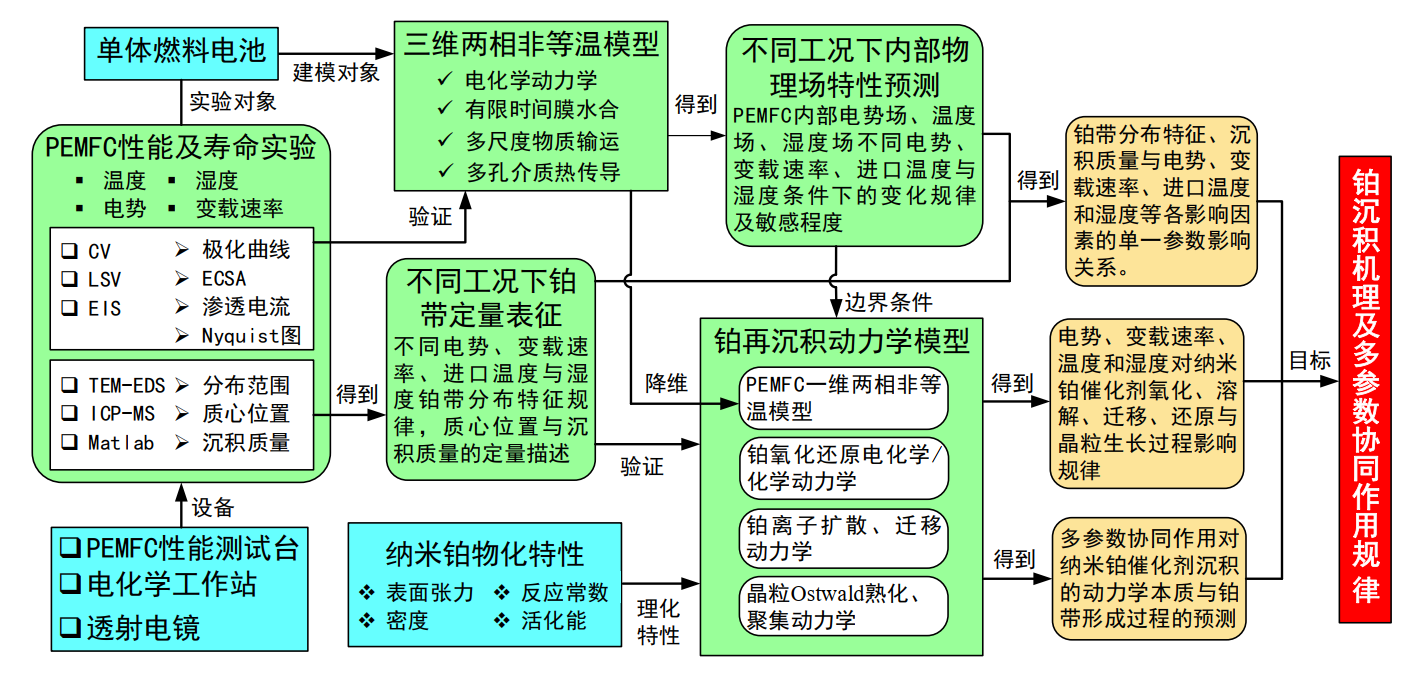 单体燃料电池
建模对象
实验对象
三维两相非等温模型
✓ 电化学动力学
✓ 有限时间膜水合
✓ 多尺度物质输运
✓ 多孔介质热传导
得到
不同工况下内部物
理场特性预测
PEMFC内部电势场、温度
场、湿度场不同电势、
变载速率、进口温度与
湿度条件下的变化规律
及敏感程度
PEMFC性能及寿命实验
▪ 温度 ▪ 湿度
▪ 电势 ▪ 变载速率
❑ CV ➢ 极化曲线
❑ LSV ➢ ECSA
❑ EIS ➢ 渗透电流
➢ Nyquist图
❑ TEM-EDS ➢ 分布范围
❑ ICP-MS ➢ 质心位置
❑ Matlab ➢ 沉积质量
验证
得到
设备
❑PEMFC性能测试台
❑电化学工作站
❑透射电镜
不同工况下铂
带定量表征
不同电势、变载速
率、进口温度与湿
度铂带分布特征规
律，质心位置与沉
积质量的定量描述
降维
验证
边界条件
纳米铂物化特性
❖ 表面张力 ❖ 反应常数
❖ 密度 ❖ 活化能
理化
特性
铂再沉积动力学模型
PEMFC一维两相非等
温模型
铂氧化还原电化学/
化学动力学
铂离子扩散、迁移
动力学
晶粒Ostwald熟化、
聚集动力学
得到
铂带分布特征、沉
积质量与电势、变
载速率、进口温度
和湿度等各影响因
素的单一参数影响
关系。
得到
电势、变载速率、
温度和湿度对纳米
铂催化剂氧化、溶
解、迁移、还原与
晶粒生长过程影响
规律
得到
多参数协同作用对
纳米铂催化剂沉积
的动力学本质与铂
带形成过程的预测
目标
铂沉积机理及多参数协同作用规律